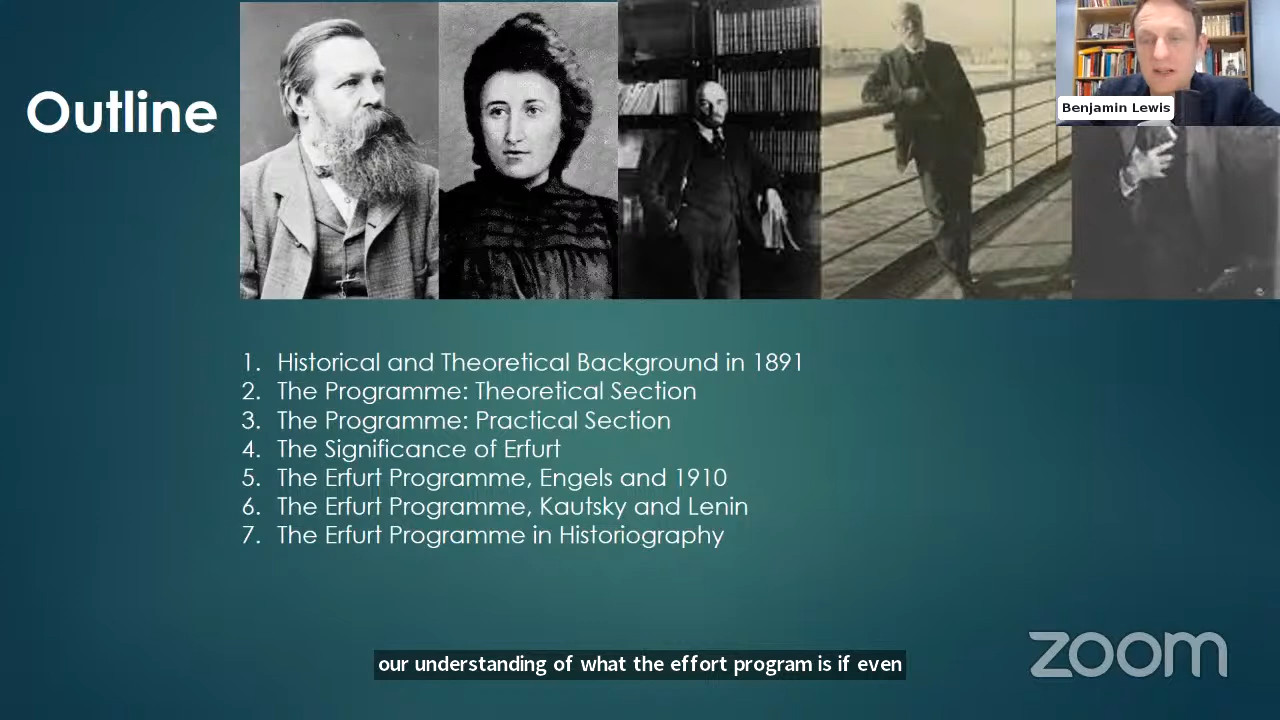 Outline
Benjamin Lewis
1. Historical and Theoretical Background in 1891
2. The Programme: Theoretical Section
3. The Programme: Practical Section
4. The Significance of Erfurt
5. The Erfurt Programme, Engels and 1910
6. The Erfurt Programme, Kautsky and Lenin
7. The Erfurt Programme in Historiography
zoom
our understanding of what the effort program is if even